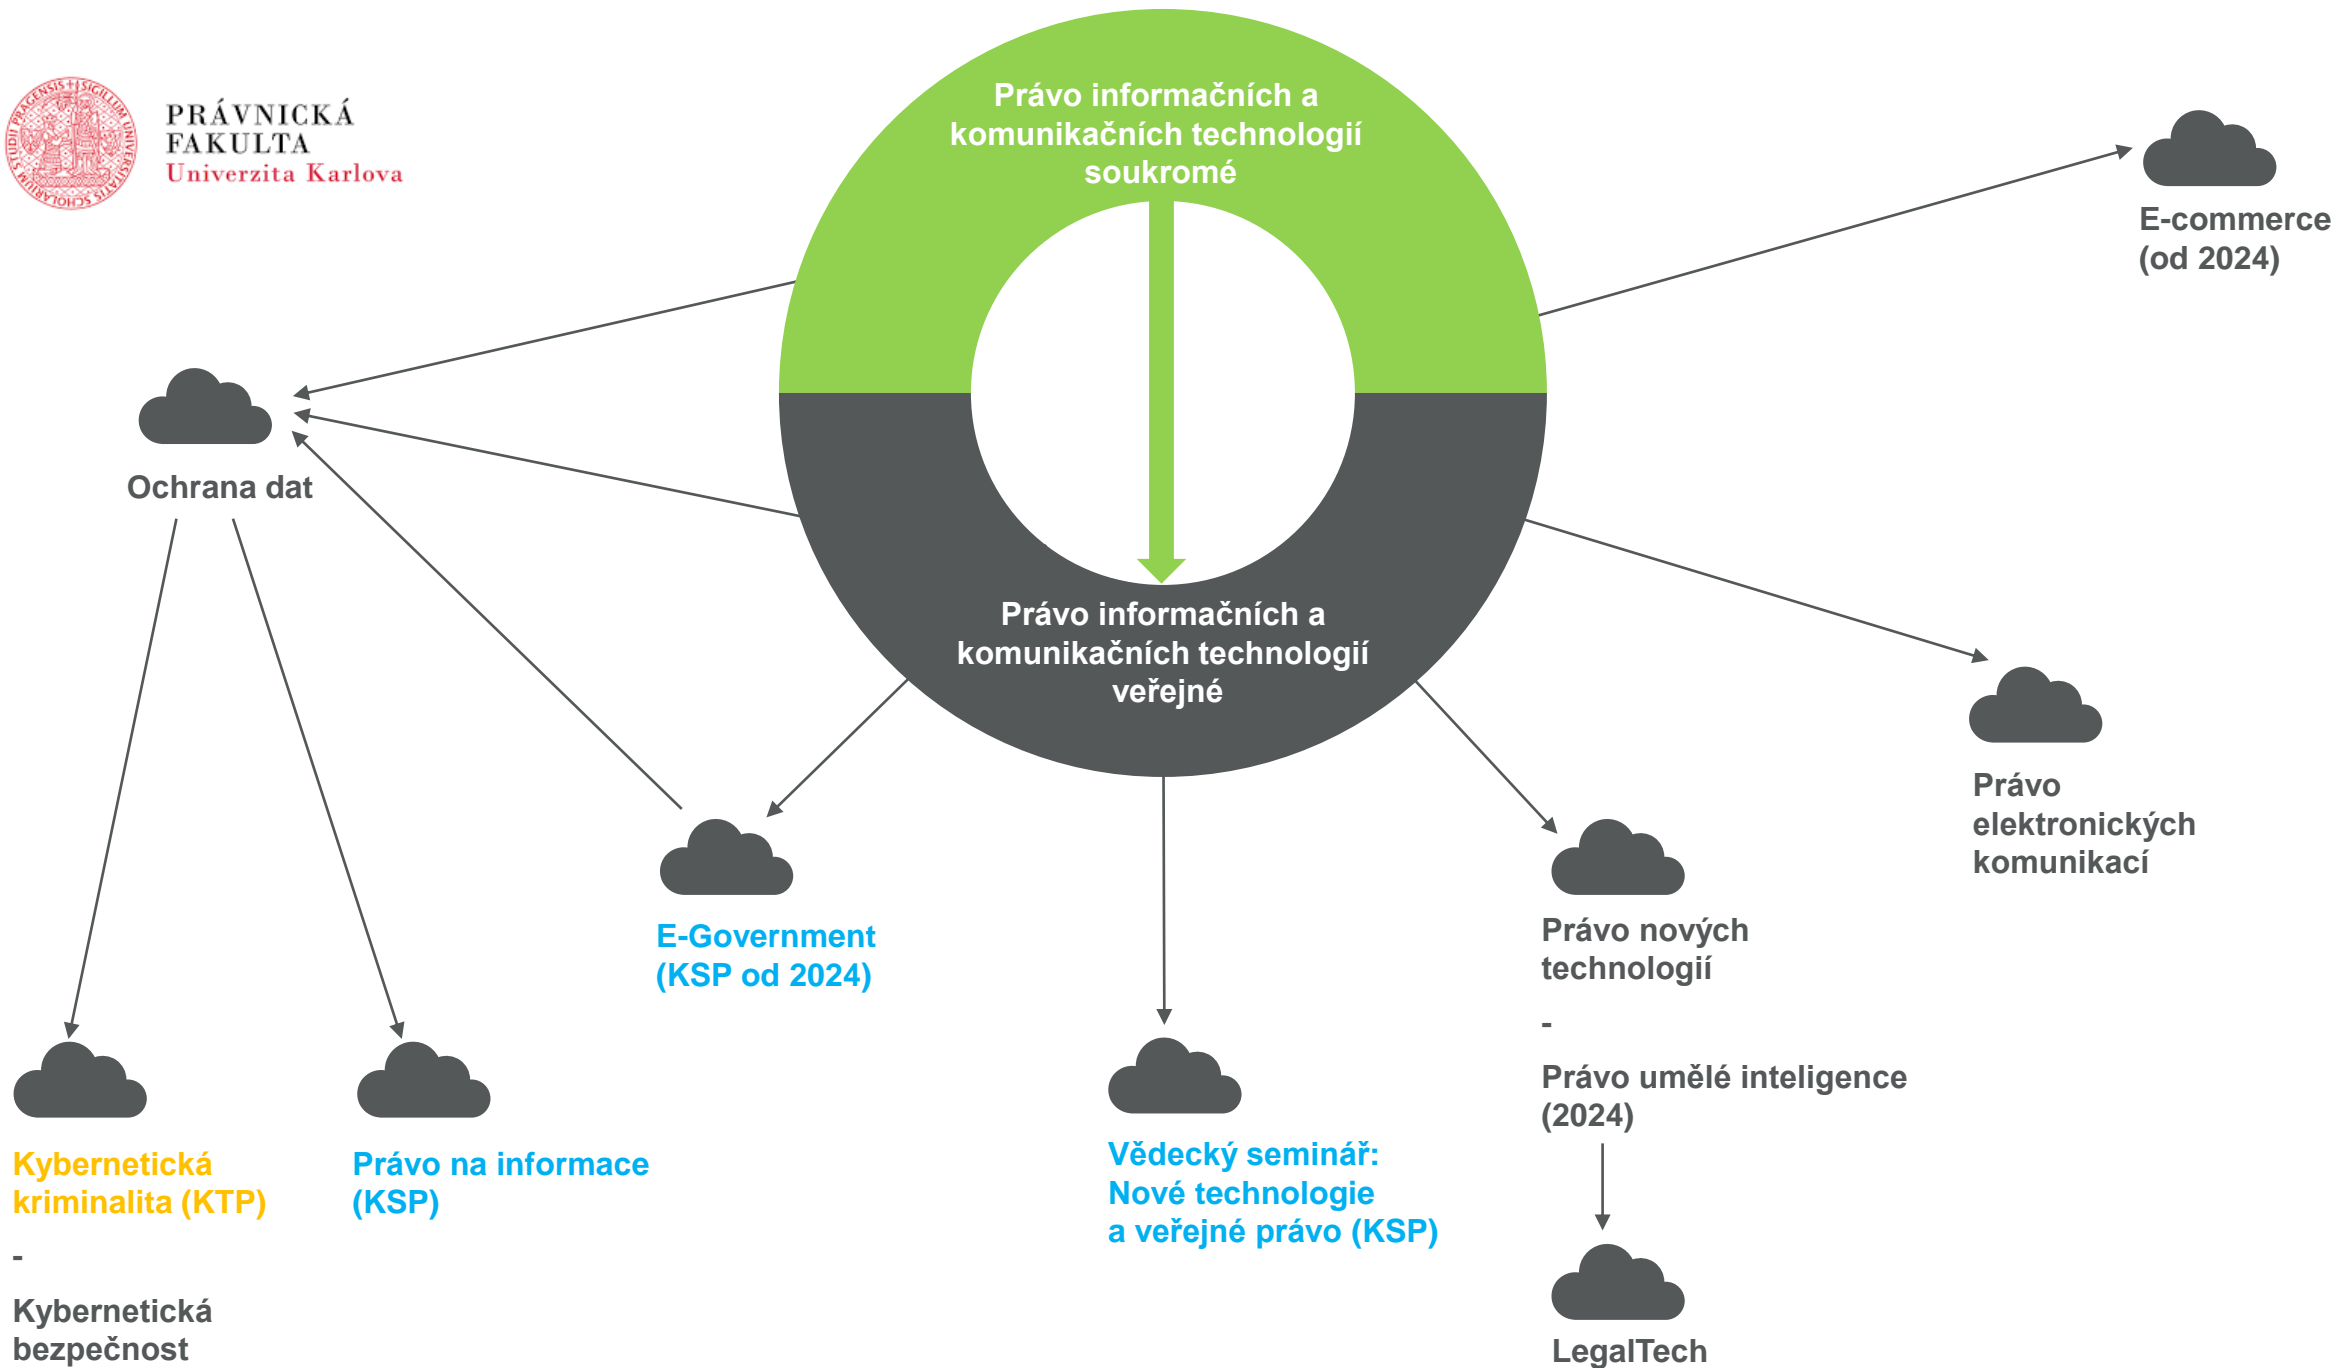 PRÁVNICKÁ
FAKULTA
Univerzita Karlova
Právo informačních a
komunikačních technologií
soukromé
E-commerce
(od 2024)
Ochrana dat
Právo informačních a
komunikačních technologií
veřejné
Právo
elektronických
komunikací
E-Government
(KSP od 2024)
Právo nových
technologií
-
Právo umělé inteligence
(2024)
Vědecký seminář:
Nové technologie
a veřejné právo (KSP)
Kybernetická
kriminalita (KTP)
-
Kybernetická
bezpečnost
Právo na informace
(KSP)
LegalTech